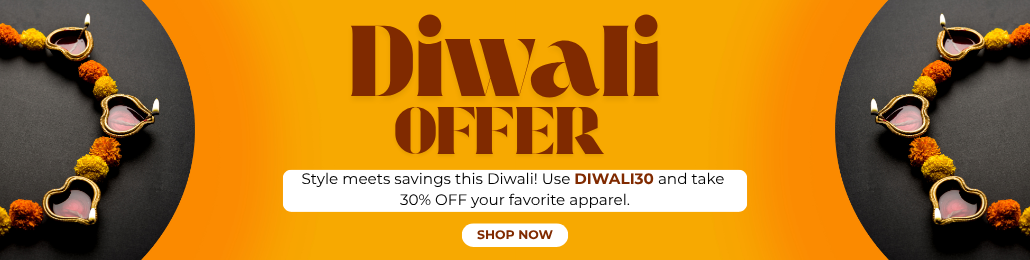 Diwali
OFFER
Style meets savings this Diwali! Use DIWALI30 and take
30% OFF your favorite apparel.
SHOP NOW